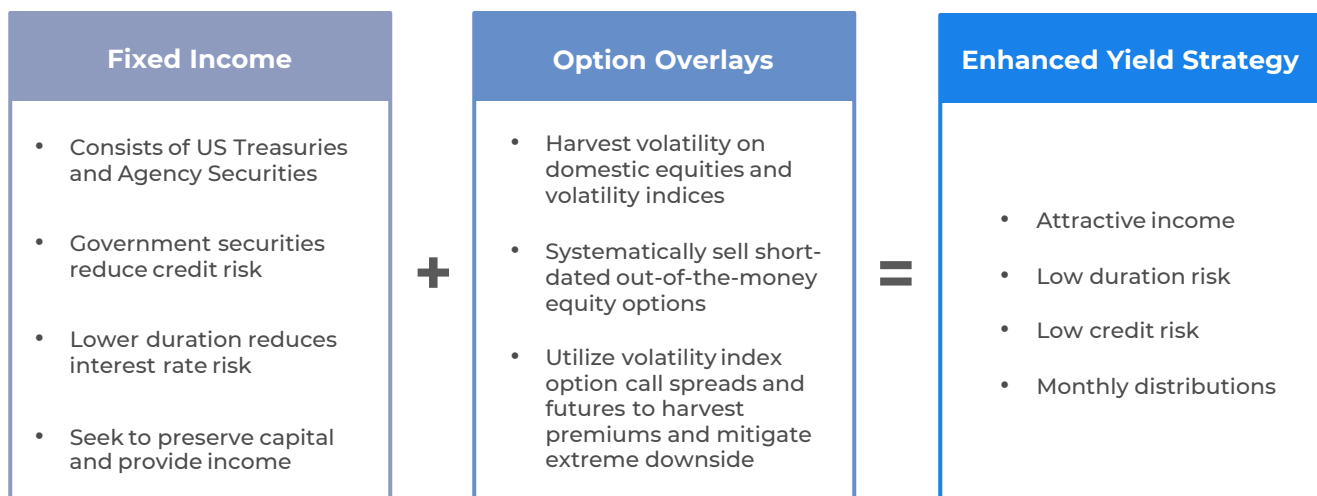 Fixed Income
• Consists of US Treasuries
and Agency Securities
• Government securities
reduce credit risk
• Lower duration reduces
interest rate risk
• Seek to preserve capital
and provide income
+
Option Overlays
• Harvest volatility on
domestic equities and
volatility indices
• Systematically sell short-
dated out-of-the-money
equity options
• Utilize volatility index
option call spreads and
futures to harvest
premiums and mitigate
extreme downside
=
Enhanced Yield Strategy
• Attractive income
• Low duration risk
• Low credit risk
• Monthly distributions